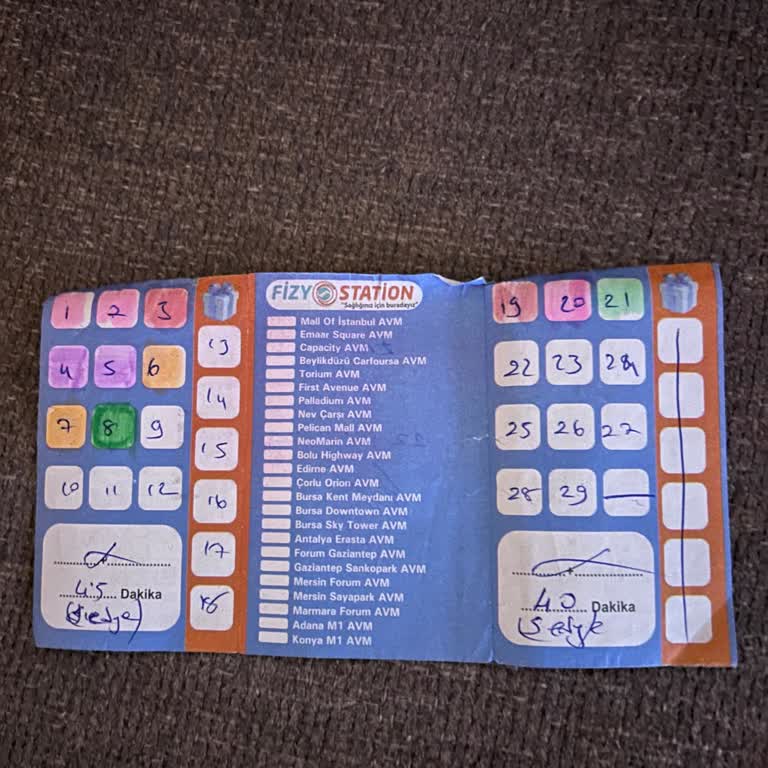 1 2 3
4 5 6
7 8 9
10 11 12
13
14
15
16
17
18
45 Dakika
FİZYO STATİON
"Sağlığınız için buradayız"
Mall Of İstanbul AVM
Emaar Square AVM
Capacity AVM
Beylikdüzü Carfoursa AVM
Torium AVM
First Avenue AVM
Palladium AVM
Nev Çarşı AVM
Pelican Mall AVM
NeoMarin AVM
Bolu Highway AVM
Edirne AVM
Çorlu Orion AVM
Bursa Kent Meydanı AVM
Bursa Downtown AVM
Bursa Sky Tower AVM
Antalya Erasta AVM
Forum Gaziantep AVM
Gaziantep Sankopark AVM
Mersin Forum AVM
Mersin Sayapark AVM
Marmara Forum AVM
Adana M1 AVM
Konya M1 AVM
19 20 21
22 23 24
25 26 27
28 29
40 Dakika